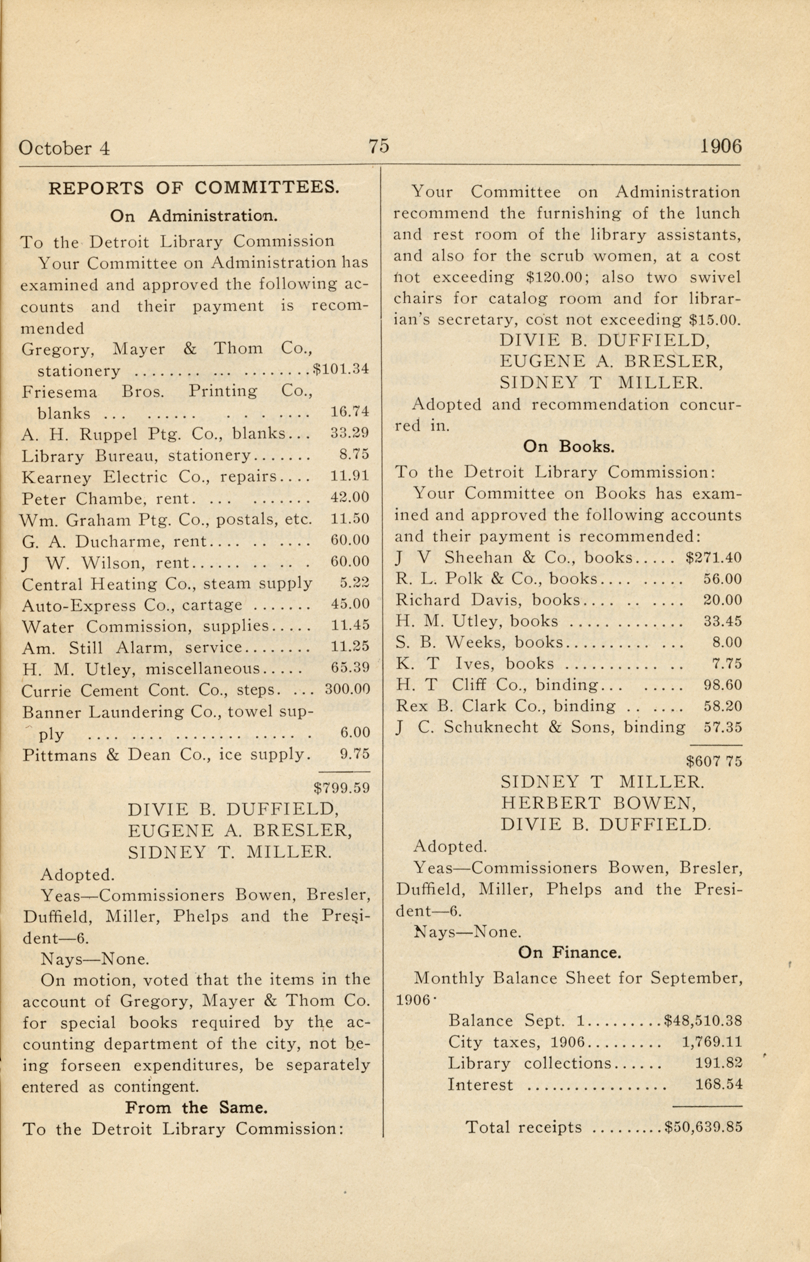 October 4 75 1906
REPORTS OF COMMITTEES.
On Administration.
To the Detroit Library Commission
Your Committee on Administration has
examined and approved the following ac-
counts and their payment is recom-
mended
Gregory, Mayer & Thom Co.,
stationery ........ ... ........$101.34
Friesema Bros. Printing Co.,
blanks ... ...... . . . .... 16.74
A. H. Ruppel Ptg. Co., blanks... 33.29
Library Bureau, stationery....... 8.75
Kearney Electric Co., repairs.... 11.91
Peter Chambe, rent. ... ....... 42.00
Wm. Graham Ptg. Co., postals, etc. 11.50
G. A. Ducharme, rent.... .. .... 60.00
J W. Wilson, rent.......... . . 60.00
Central Heating Co., steam supply 5.22
Auto-Express Co., cartage ....... 45.00
Water Commission, supplies..... 11.45
Am. Still Alarm, service........ 11.25
H. M. Utley, miscellaneous..... 65.39
Currie Cement Cont. Co., steps. ... 300.00
Banner Laundering Co., towel sup-
ply .... .... ............... . 6.00
Pittmans & Dean Co., ice supply. 9.75
$799.59
DIVIE B. DUFFIELD,
EUGENE A. BRESLER,
SIDNEY T. MILLER.
Adopted.
Yeas—Commissioners Bowen, Bresler,
Duffield, Miller, Phelps and the Presi-
dent—6.
Nays—None.
On motion, voted that the items in the
account of Gregory, Mayer & Thom Co.
for special books required by the ac-
counting department of the city, not be-
ing forseen expenditures, be separately
entered as contingent.
From the Same.
To the Detroit Library Commission:
Your Committee on Administration
recommend the furnishing of the lunch
and rest room of the library assistants,
and also for the scrub women, at a cost
not exceeding $120.00; also two swivel
chairs for catalog room and for librar-
ian's secretary, cost not exceeding $15.00.
DIVIE B. DUFFIELD,
EUGENE A. BRESLER,
SIDNEY T MILLER.
Adopted and recommendation concur-
red in.
On Books.
To the Detroit Library Commission:
Your Committee on Books has exam-
ined and approved the following accounts
and their payment is recommended:
J V Sheehan & Co., books..... $271.40
R. L. Polk & Co., books.... ..... 56.00
Richard Davis, books.... .. .... 20.00
H. M. Utley, books ............. 33.45
S. B. Weeks, books........... ... 8.00
K. T Ives, books ........... .. 7.75
H. T Cliff Co., binding... ..... 98.60
Rex B. Clark Co., binding .. .... 58.20
J C. Schuknecht & Sons, binding 57.35
$607 75
SIDNEY T MILLER.
HERBERT BOWEN,
DIVIE B. DUFFIELD.
Adopted.
Yeas—Commissioners Bowen, Bresler,
Duffield, Miller, Phelps and the Presi-
dent—6.
Nays—None.
On Finance.
Monthly Balance Sheet for September,
1906·
Balance Sept. 1.........$48,510.38
City taxes, 1906......... 1,769.11
Library collections...... 191.82
Interest ................ 168.54
Total receipts .........$50,639.85